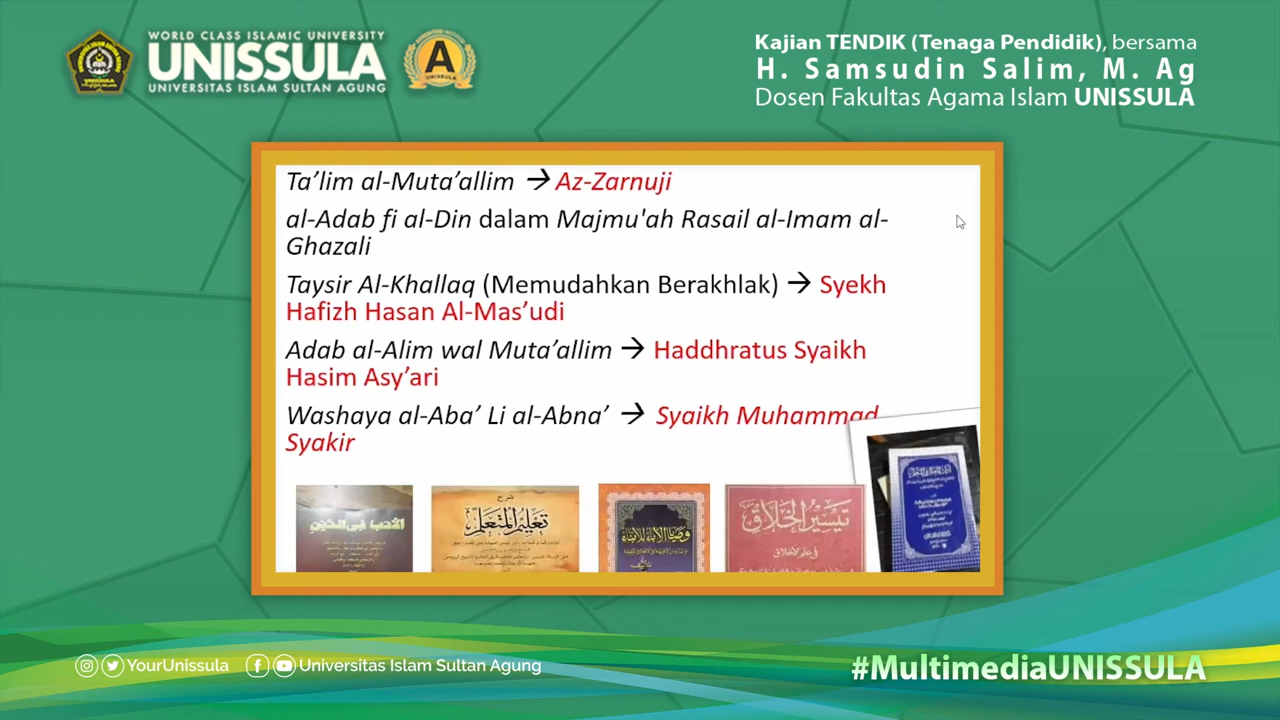 WORLD CLASS ISLAMIC UNIVERSITY
UNISSULA
UNIVERSITAS ISLAM SULTAN AGUNG
A
Kajian TENDIK (Tenaga Pendidik), bersama
H. Samsudin Salim, M. Ag
Dosen Fakultas Agama Islam UNISSULA
Ta’lim al-Muta’allim → Az-Zarnuji
al-Adab fi al-Din dalam Majmu'ah Rasail al-Imam al-
Ghazali
Taysir Al-Khallaq (Memudahkan Berakhlak) → Syekh
Hafizh Hasan Al-Mas’udi
Adab al-Alim wal Muta’allim → Haddhratus Syaikh
Hasim Asy’ari
Washaya al-Aba’ Li al-Abna’ → Syaikh Muhammad
Syakir
الأدب في الدين
شرح
تعليم المتعلم
وصايا الآباء للأبناء
تيسير الخلاق
في علم الأخلاق
YourUnissula
Universitas Islam Sultan Agung
#MultimediaUNISSULA